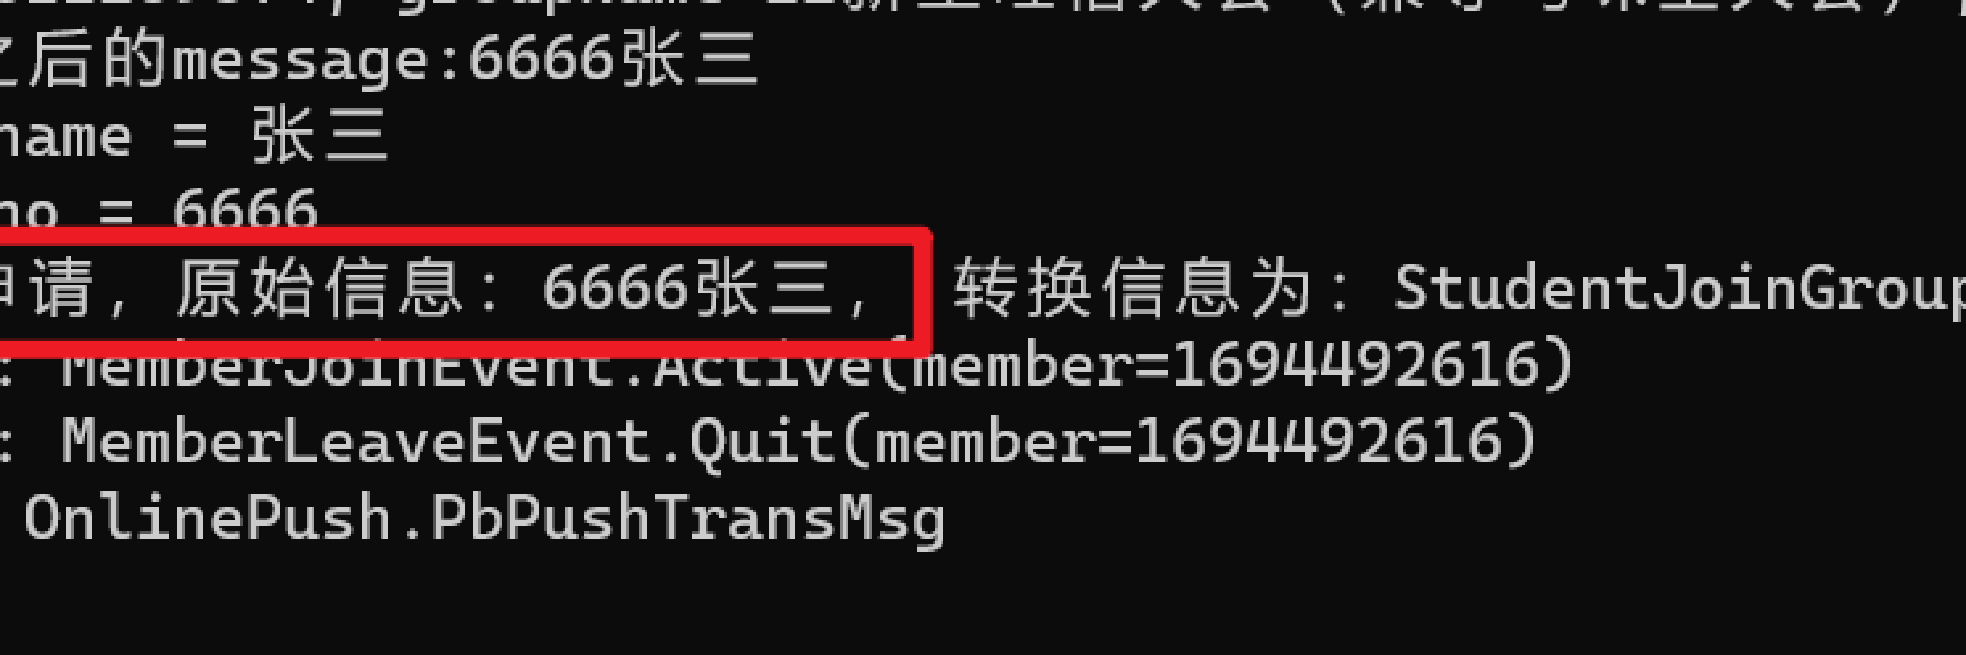 之后的message:6666张三
name = 张三
no = 6666
申请, 原始信息: 6666张三, 转换信息为: StudentJoinGroup
: MemberJoinEvent.Active(member=1694492616)
: MemberLeaveEvent.Quit(member=1694492616)
OnlinePush.PbPushTransMsg